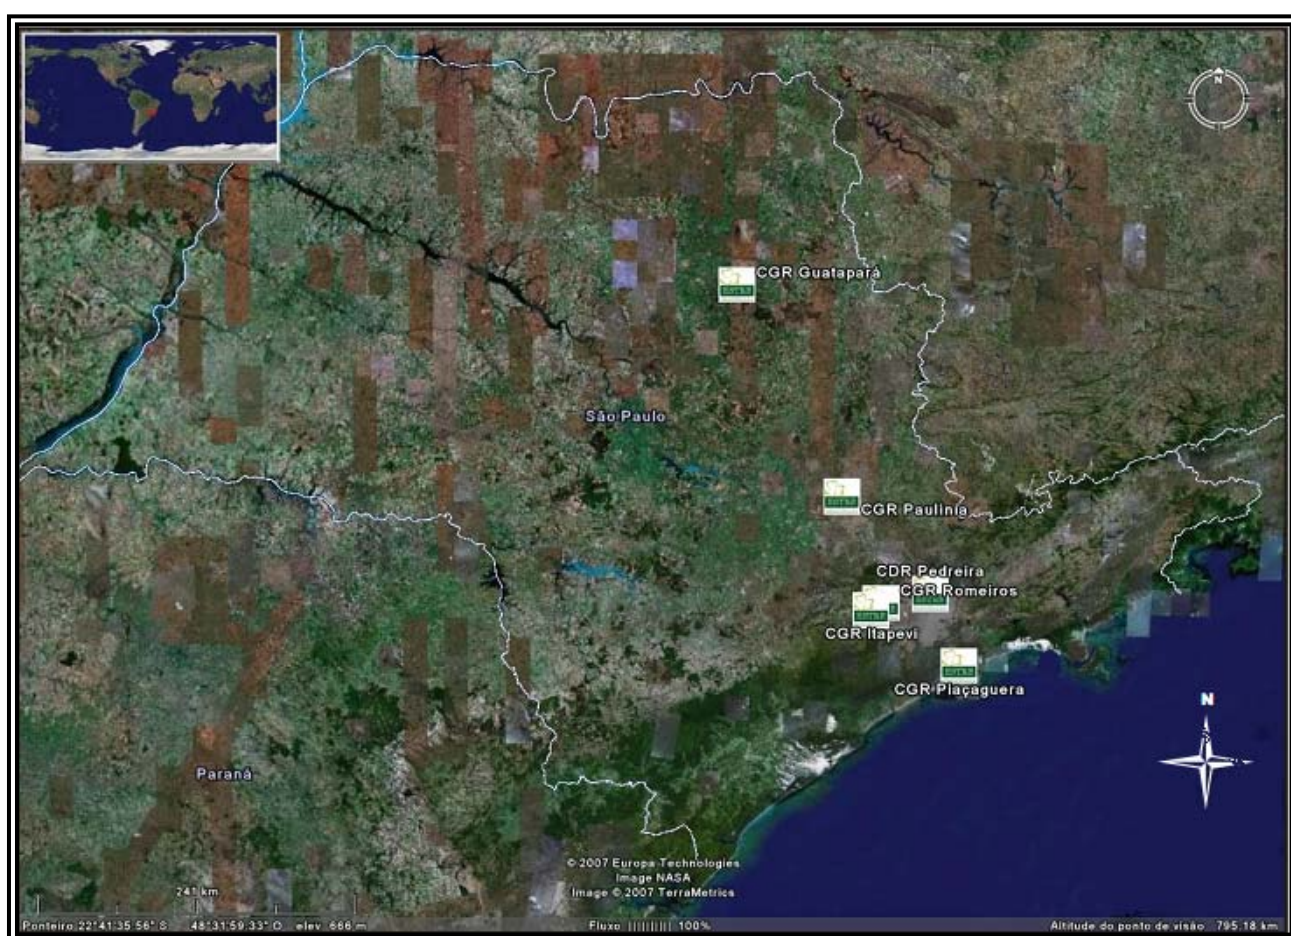 N
CGR Guatapará
São Paulo
CGR Paulínia
CDR Pedreira
CGR Romeiros
CGR Itapevi
CGR Piaçaguera
N
Paraná
© 2007 Europa Technologies
Image NASA
Image © 2007 TerraMetrics
241 km
Ponteiro 22°41'35.56" S 48°31'59.33" O elev 666 m
Fluxo |||||||||| 100%
Altitude do ponto de visão 795.18 km